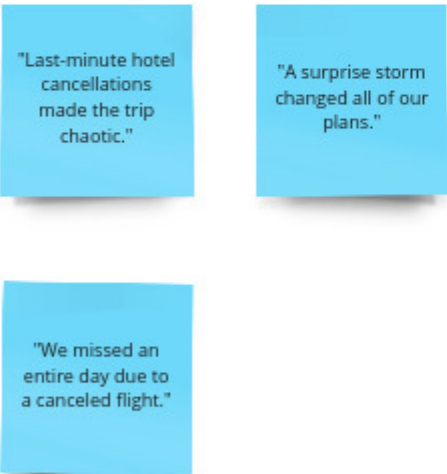 "Last-minute hotel
cancellations
made the trip
chaotic."
"A surprise storm
changed all of our
plans."
"We missed an
entire day due to
a canceled flight."